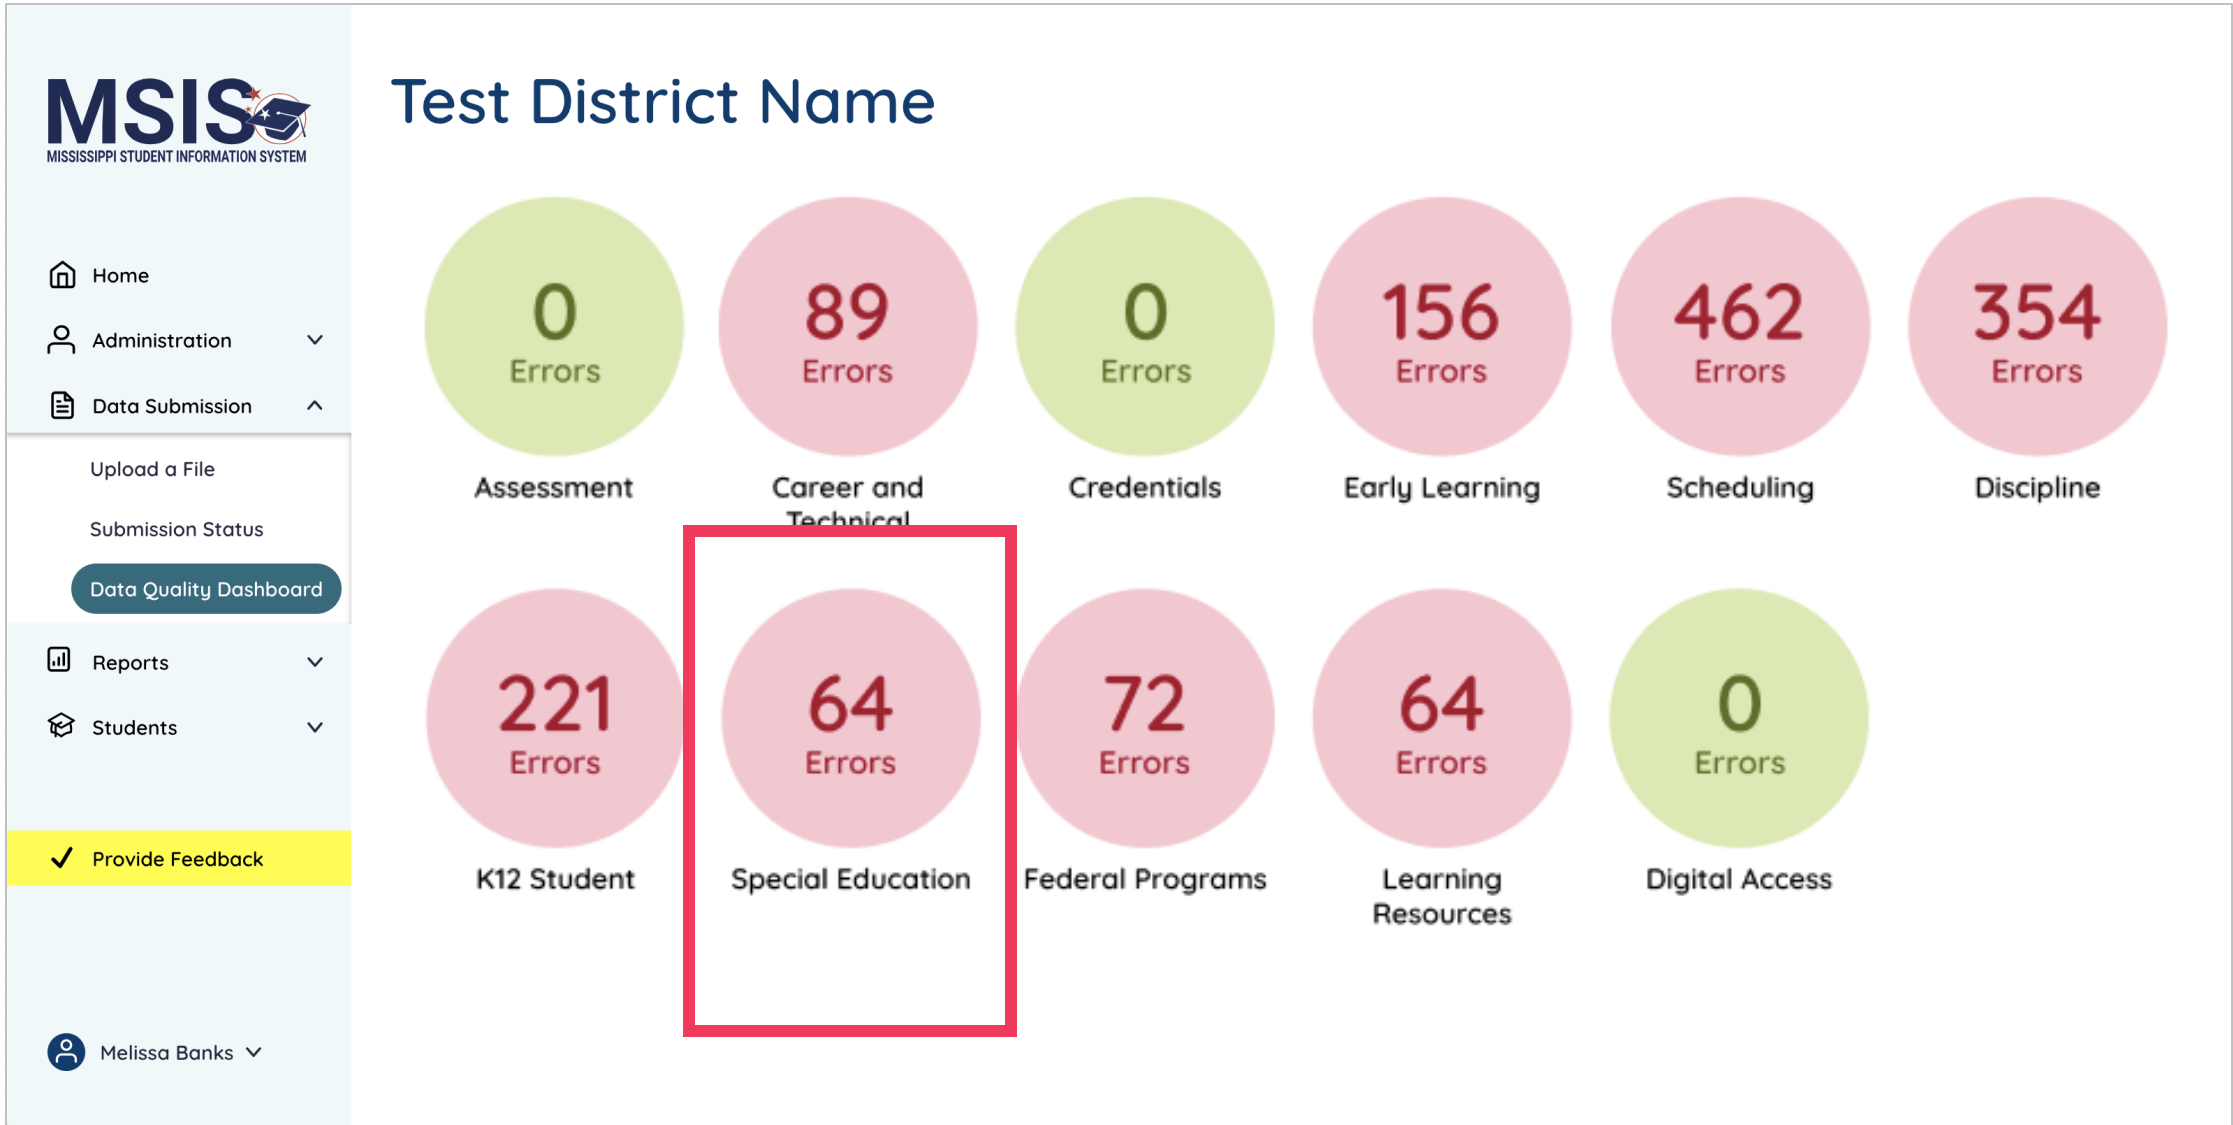 MSIS
MISSISSIPPI STUDENT INFORMATION SYSTEM
Home
Administration
Data Submission
Upload a File
Submission Status
Data Quality Dashboard
Reports
Students
Provide Feedback
Melissa Banks
Test District Name
0
Errors
Assessment
89
Errors
Career and
Technical
0
Errors
Credentials
156
Errors
Early Learning
462
Errors
Scheduling
354
Errors
Discipline
221
Errors
K12 Student
64
Errors
Special Education
72
Errors
Federal Programs
64
Errors
Learning
Resources
0
Errors
Digital Access